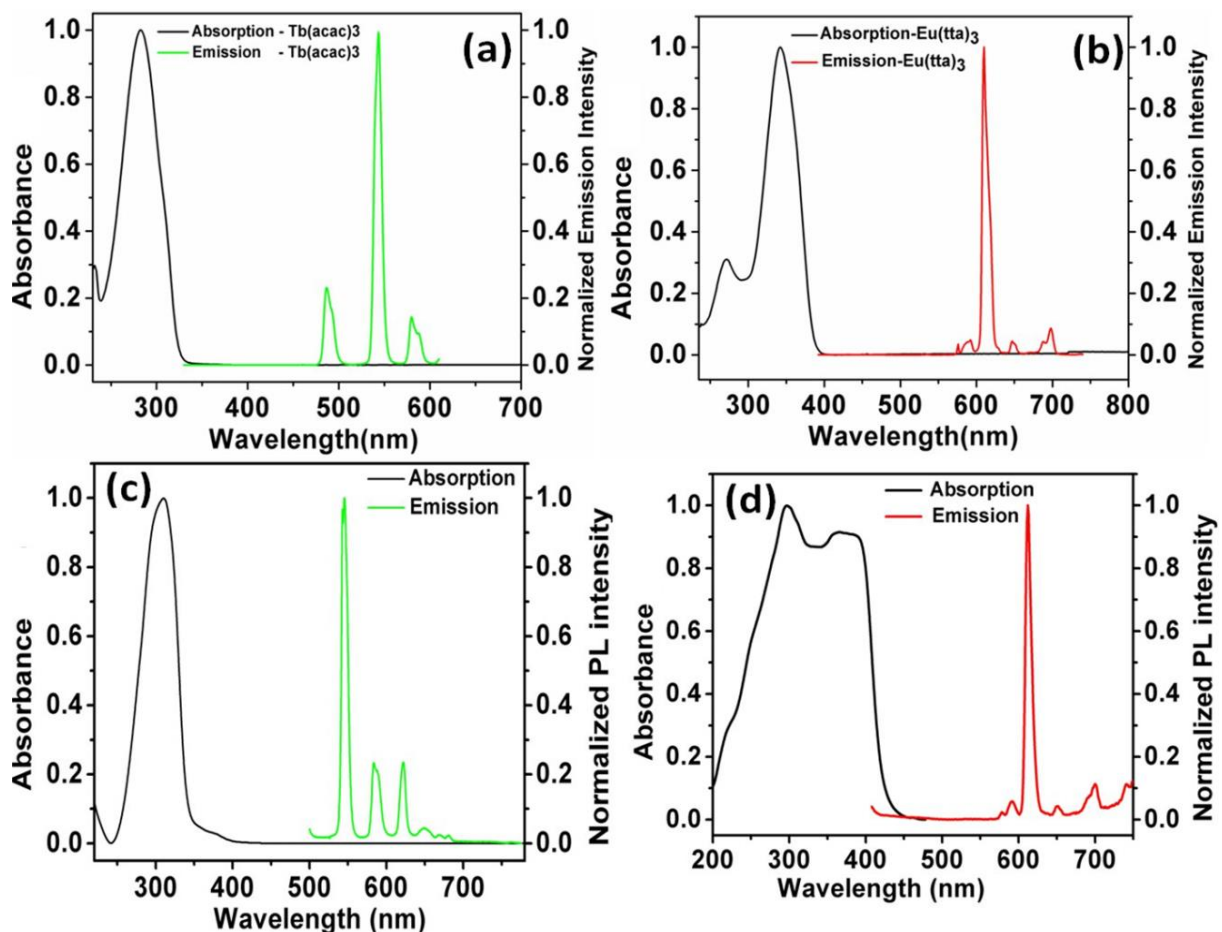 Absorption - Tb(acac)3
Emission - Tb(acac)3
(a)
1.0
0.8
0.6
0.4
0.2
0.0
Absorbance
1.0
0.8
0.6
0.4
0.2
0.0
Normalized Emission Intensity
300 400 500 600 700
Wavelength(nm)
Absorption-Eu(tta)3
Emission-Eu(tta)3
(b)
1.0
0.8
0.6
0.4
0.2
0.0
Absorbance
1.0
0.8
0.6
0.4
0.2
0.0
Normalized Emission Intensity
300 400 500 600 700 800
Wavelength(nm)
(c)
Absorption
Emission
1.0
0.8
0.6
0.4
0.2
0.0
Absorbance
1.0
0.8
0.6
0.4
0.2
0.0
Normalized PL intensity
300 400 500 600 700
Wavelength (nm)
(d)
Absorption
Emission
1.0
0.8
0.6
0.4
0.2
0.0
Absorbance
1.0
0.8
0.6
0.4
0.2
0.0
Normalized PL intensity
200 300 400 500 600 700
Wavelength (nm)